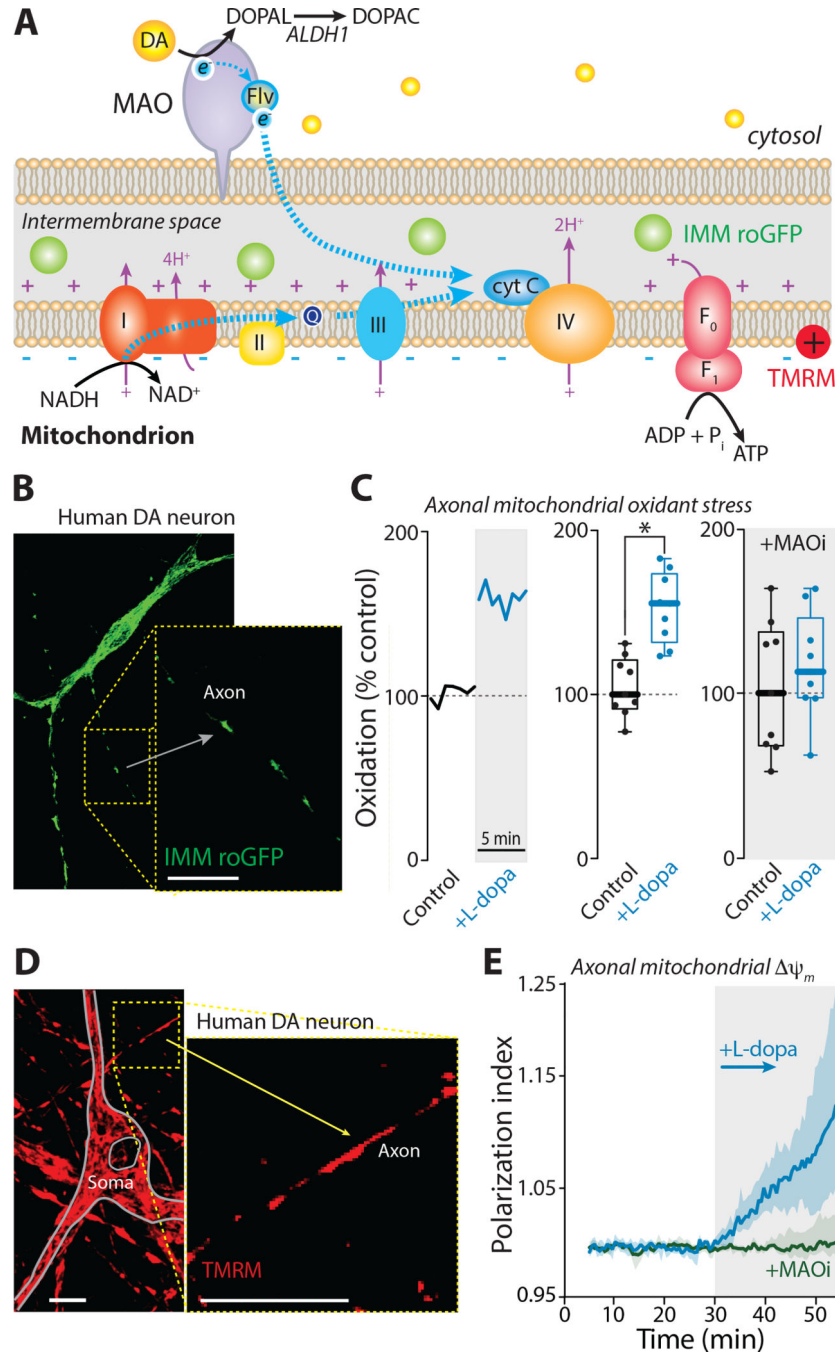 A
DA
DOPAL
DOPAC
ALDH1
e-
MAO
Flv
e-
cytosol
Intermembrane space
4H+
2H+
IMM roGFP
+ + + + + + + + + + + +
cyt C
I
Q
II
III
IV
F0
F1
+
TMRM
NADH
NAD+
+
+
+
Mitochondrion
ADP + Pi
ATP
B
Human DA neuron
Axon
IMM roGFP
C
Axonal mitochondrial oxidant stress
Oxidation (% control)
200
100
0
5 min
Control
+L-dopa
200
100
0
*
Control
+L-dopa
200
100
0
+MAOi
Control
+L-dopa
D
Human DA neuron
Soma
Axon
TMRM
E
Axonal mitochondrial Δψm
Polarization index
1.25
1.15
1.05
0.95
+L-dopa
+MAOi
0 10 20 30 40 50
Time (min)